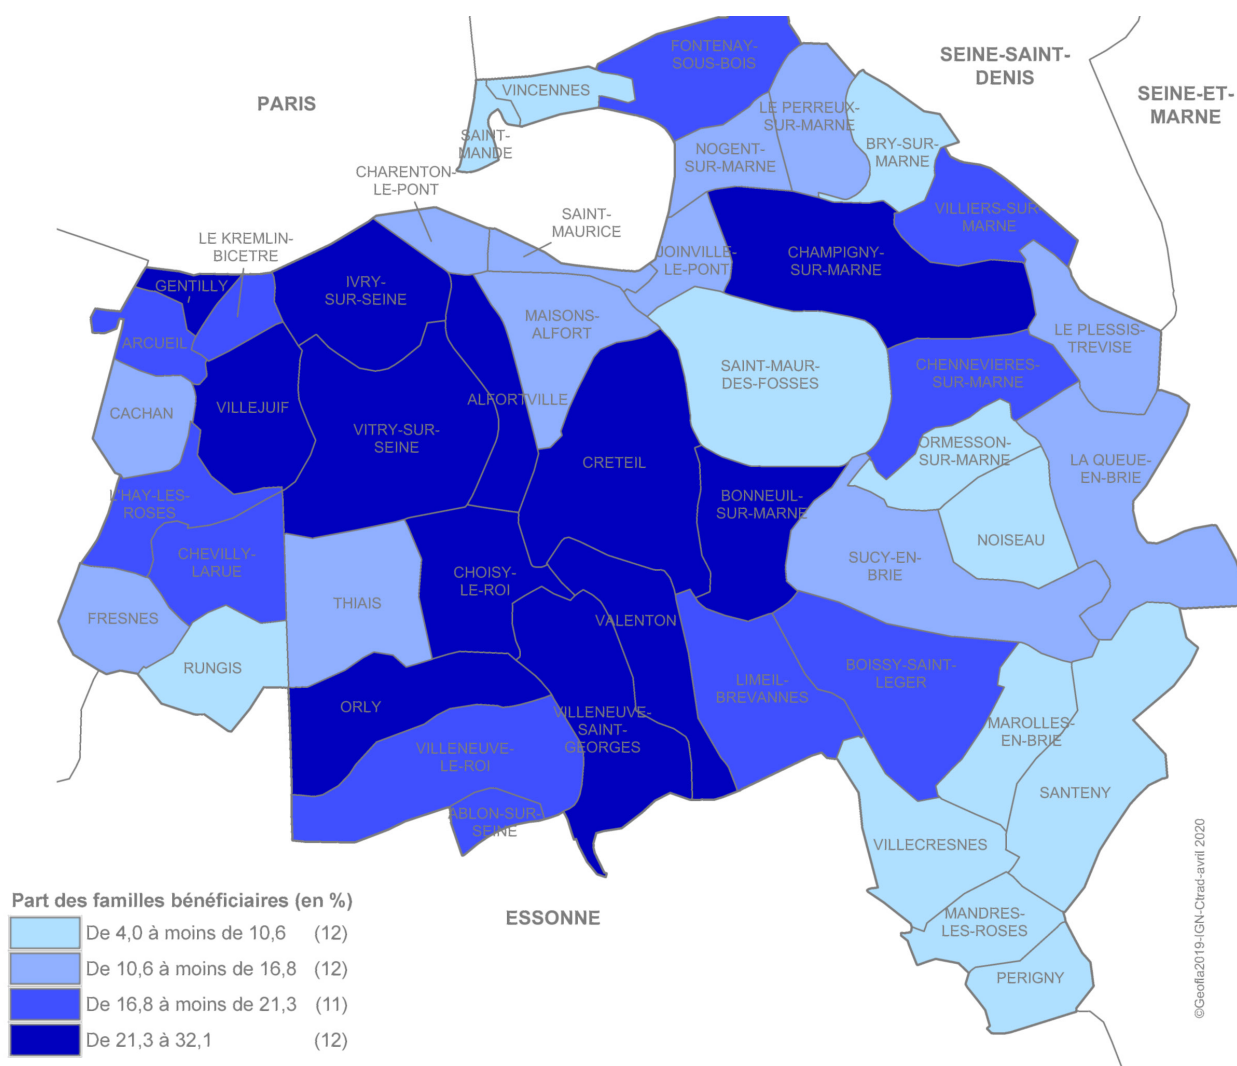 FONTENAY-
SOUS-BOIS
SEINE-SAINT-
DENIS
SEINE-ET-
MARNE
PARIS
VINCENNES
LE PERREUX-
SUR-MARNE
SAINT-
MANDE
NOGENT-
SUR-MARNE
BRY-SUR-
MARNE
CHARENTON-
LE-PONT
SAINT-
MAURICE
VILLIERS-SUR-
MARNE
LE KREMLIN-
BICETRE
JOINVILLE-
LE-PONT
CHAMPIGNY-
SUR-MARNE
GENTILLY
IVRY-
SUR-SEINE
MAISONS-
ALFORT
LE PLESSIS-
TREVISE
ARCUEIL
SAINT-MAUR-
DES-FOSSES
CHENNEVIERES-
SUR-MARNE
CACHAN
VILLEJUIF
VITRY-SUR-
SEINE
ALFORTVILLE
ORMESSON-
SUR-MARNE
LA QUEUE-
EN-BRIE
CRETEIL
L'HAY-LES-
ROSES
BONNEUIL-
SUR-MARNE
NOISEAU
CHEVILLY-
LARUE
CHOISY-
LE-ROI
SUCY-EN-
BRIE
THIAIS
FRESNES
VALENTON
RUNGIS
LIMEIL-
BREVANNES
BOISSY-SAINT-
LEGER
ORLY
VILLENEUVE-
SAINT-
GEORGES
MAROLLES-
EN-BRIE
VILLENEUVE-
LE-ROI
SANTENY
ABLON-SUR-
SEINE
VILLECRESNES
MANDRES-
LES-ROSES
PERIGNY
ESSONNE
Part des familles bénéficiaires (en %)
De 4,0 à moins de 10,6 (12)
De 10,6 à moins de 16,8 (12)
De 16,8 à moins de 21,3 (11)
De 21,3 à 32,1 (12)
©Geofla2019-IGN-Ctrad-avril 2020